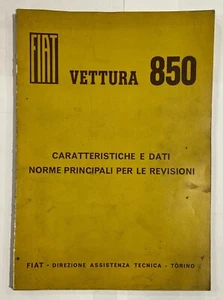 FIAT VETTURA 850
CARATTERISTICHE E DATI
NORME PRINCIPALI PER LE REVISIONI
FIAT - DIREZIONE ASSISTENZA TECNICA - TORINO